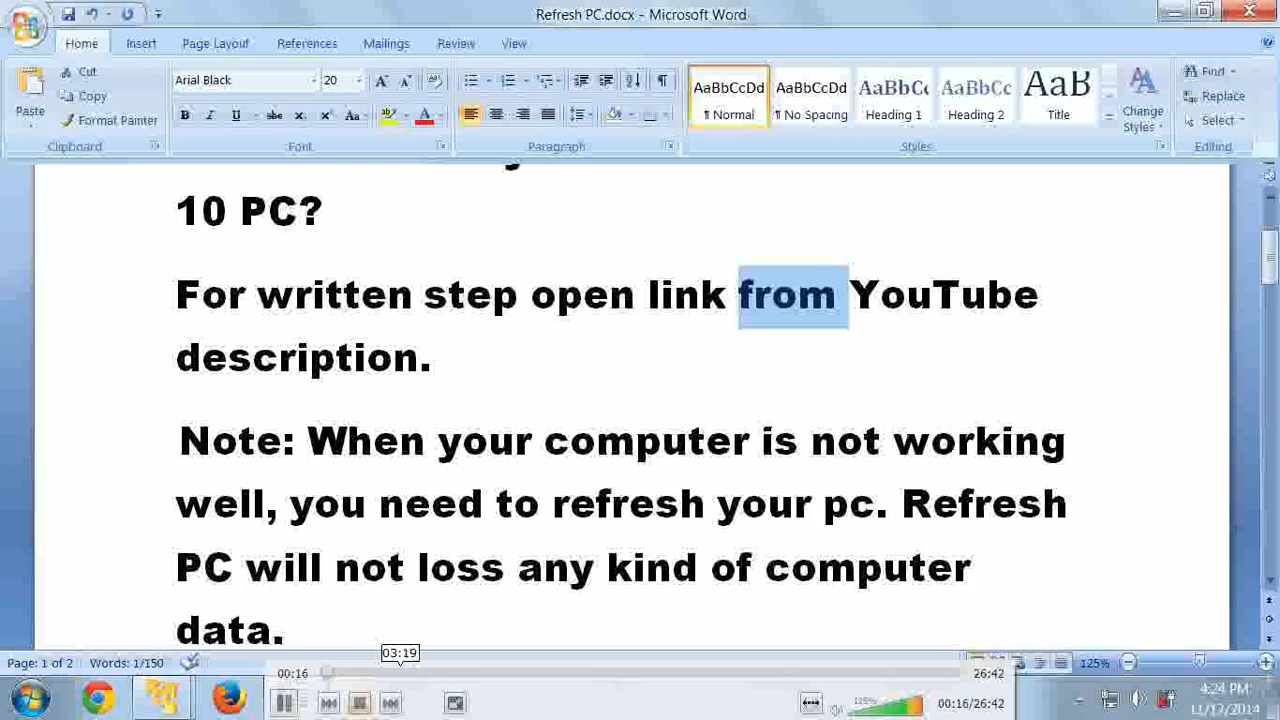 Refresh PC.docx - Microsoft Word
Home Insert Page Layout References Mailings Review View
Paste
Cut
Copy
Format Painter
Clipboard
Arial Black 20
Font
Paragraph
AaBbCcDd AaBbCcDd AaBbCc AaBbCc AaB
¶ Normal ¶ No Spacing Heading 1 Heading 2 Title
Change Styles
Styles
Find
Replace
Select
Editing
10 PC?
For written step open link from YouTube
description.
Note: When your computer is not working
well, you need to refresh your pc. Refresh
PC will not loss any kind of computer
data.
03:19
Page: 1 of 2 Words: 1/150 125%
00:16 26:42
125%
00:16/26:42
4:24 PM
11/17/2014